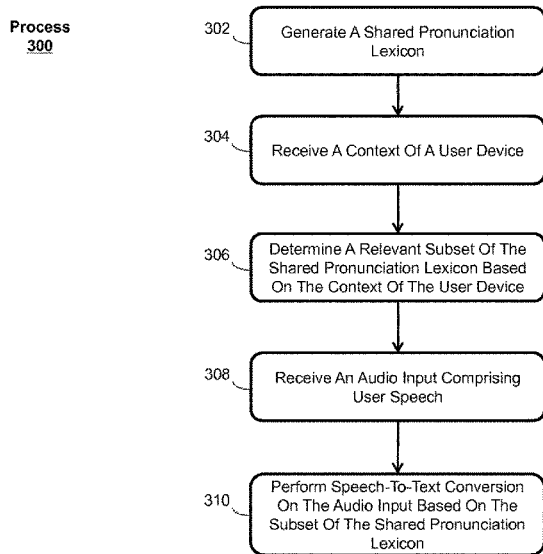 Process
300
302
Generate A Shared Pronunciation
Lexicon
304
Receive A Context Of A User Device
306
Determine A Relevant Subset Of The
Shared Pronunciation Lexicon Based
On The Context Of The User Device
308
Receive An Audio Input Comprising
User Speech
310
Perform Speech-To-Text Conversion
On The Audio Input Based On The
Subset Of The Shared Pronunciation
Lexicon